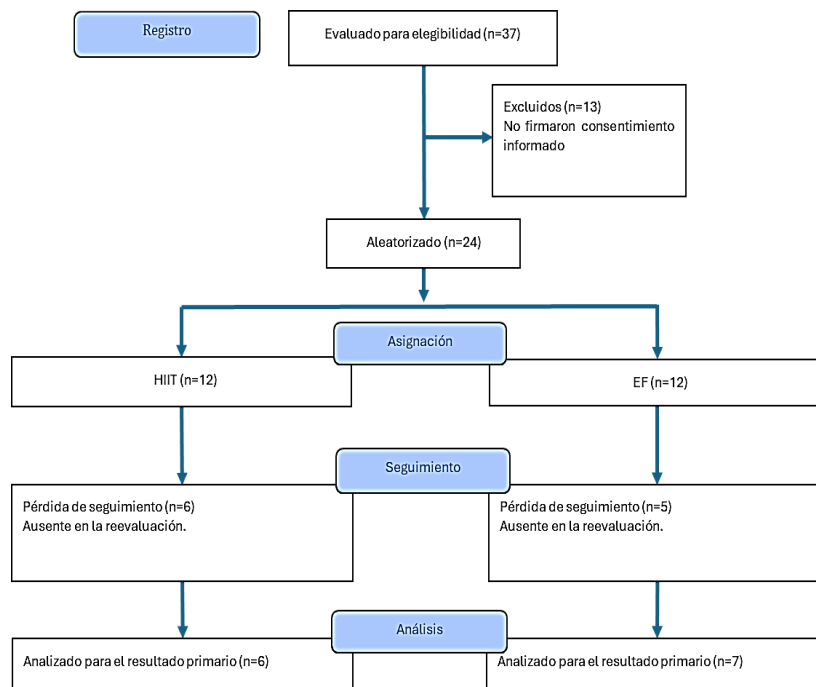 Registro
Evaluado para elegibilidad (n=37)
Excluidos (n=13)
No firmaron consentimiento
informado
Aleatorizado (n=24)
Asignación
HIIT (n=12)
EF (n=12)
Seguimiento
Pérdida de seguimiento (n=6)
Ausente en la reevaluación.
Pérdida de seguimiento (n=5)
Ausente en la reevaluación.
Análisis
Analizado para el resultado primario (n=6)
Analizado para el resultado primario (n=7)